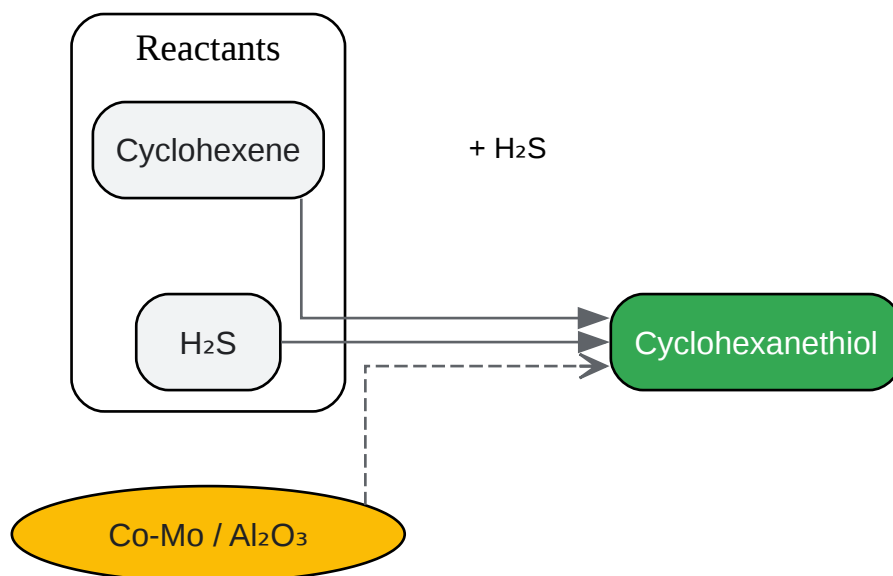 Reactants
Cyclohexene
+ H₂S
H₂S
Cyclohexanethiol
Co-Mo / Al₂O₃